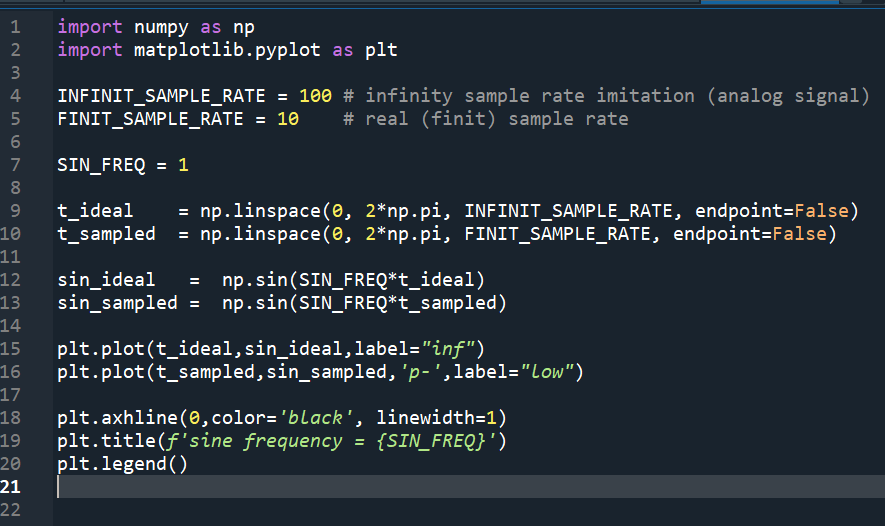 1 import numpy as np
2 import matplotlib.pyplot as plt
3
4 INFINIT_SAMPLE_RATE = 100 # infinity sample rate imitation (analog signal)
5 FINIT_SAMPLE_RATE = 10    # real (finit) sample rate
6
7 SIN_FREQ = 1
8
9 t_ideal    = np.linspace(0, 2*np.pi, INFINIT_SAMPLE_RATE, endpoint=False)
10 t_sampled  = np.linspace(0, 2*np.pi, FINIT_SAMPLE_RATE, endpoint=False)
11
12 sin_ideal   =  np.sin(SIN_FREQ*t_ideal)
13 sin_sampled =  np.sin(SIN_FREQ*t_sampled)
14
15 plt.plot(t_ideal,sin_ideal,label="inf")
16 plt.plot(t_sampled,sin_sampled,'p-',label="low")
17
18 plt.axhline(0,color='black', linewidth=1)
19 plt.title(f'sine frequency = {SIN_FREQ}')
20 plt.legend()
21
22